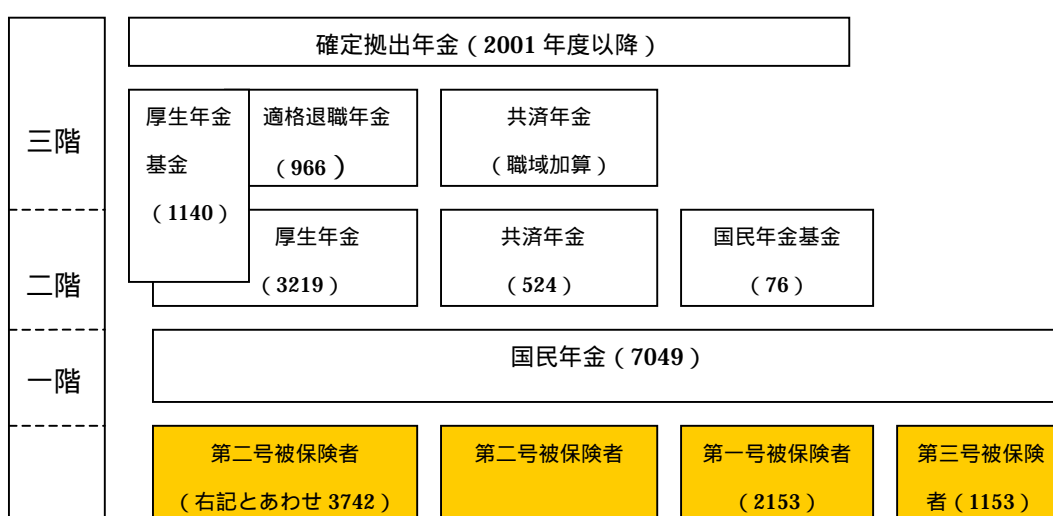 確定拠出年金（2001 年度以降）
三階
厚生年金
基金
（1140）
適格退職年金
（966 ）
共済年金
（職域加算）
二階
厚生年金
（3219）
共済年金
（524）
国民年金基金
（76）
一階
国民年金（7049）
第二号被保険者
（右記とあわせ 3742）
第二号被保険者
第一号被保険者
（2153）
第三号被保険
者（1153）